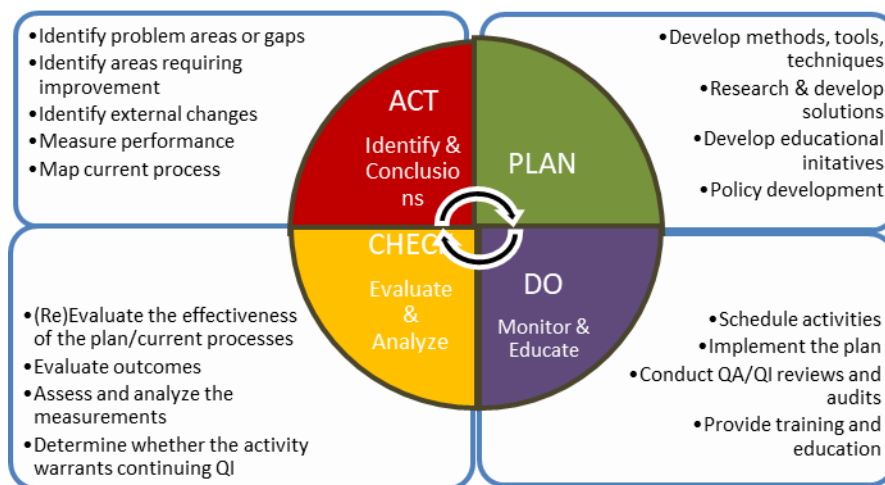 •Identify problem areas or gaps
•Identify areas requiring
improvement
•Identify external changes
•Measure performance
•Map current process
ACT
Identify &
Conclusio
ns
PLAN
•Develop methods, tools,
techniques
•Research & develop
solutions
•Develop educational
initatives
•Policy development
•(Re)Evaluate the effectiveness
of the plan/current processes
•Evaluate outcomes
•Assess and analyze the
measurements
•Determine whether the activity
warrants continuing QI
CHECK
Evaluate
&
Analyze
DO
Monitor &
Educate
•Schedule activities
•Implement the plan
•Conduct QA/QI reviews and
audits
•Provide training and
education